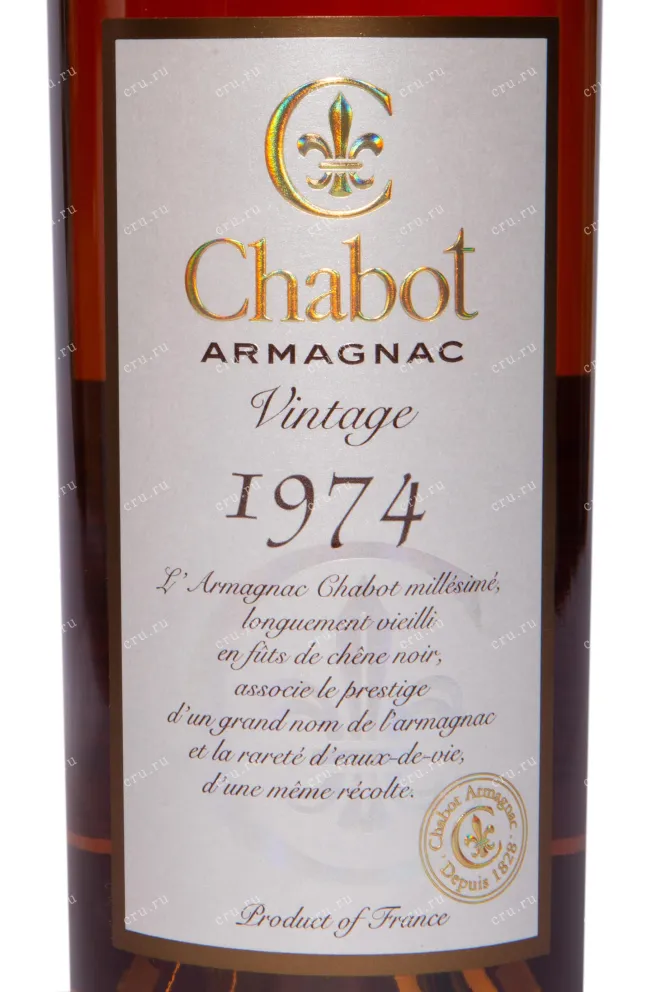 C
Chabot
ARMAGNAC
Vintage
1974
L'Armagnac Chabot millésimé,
longuement vieilli
en fûts de chêne noir,
associe le prestige
d'un grand nom de l'armagnac
et la rareté d'eaux-de-vie,
d'une même récolte.
Chabot Armagnac
C
· Depuis 1828 ·
Product of France
cru.ru